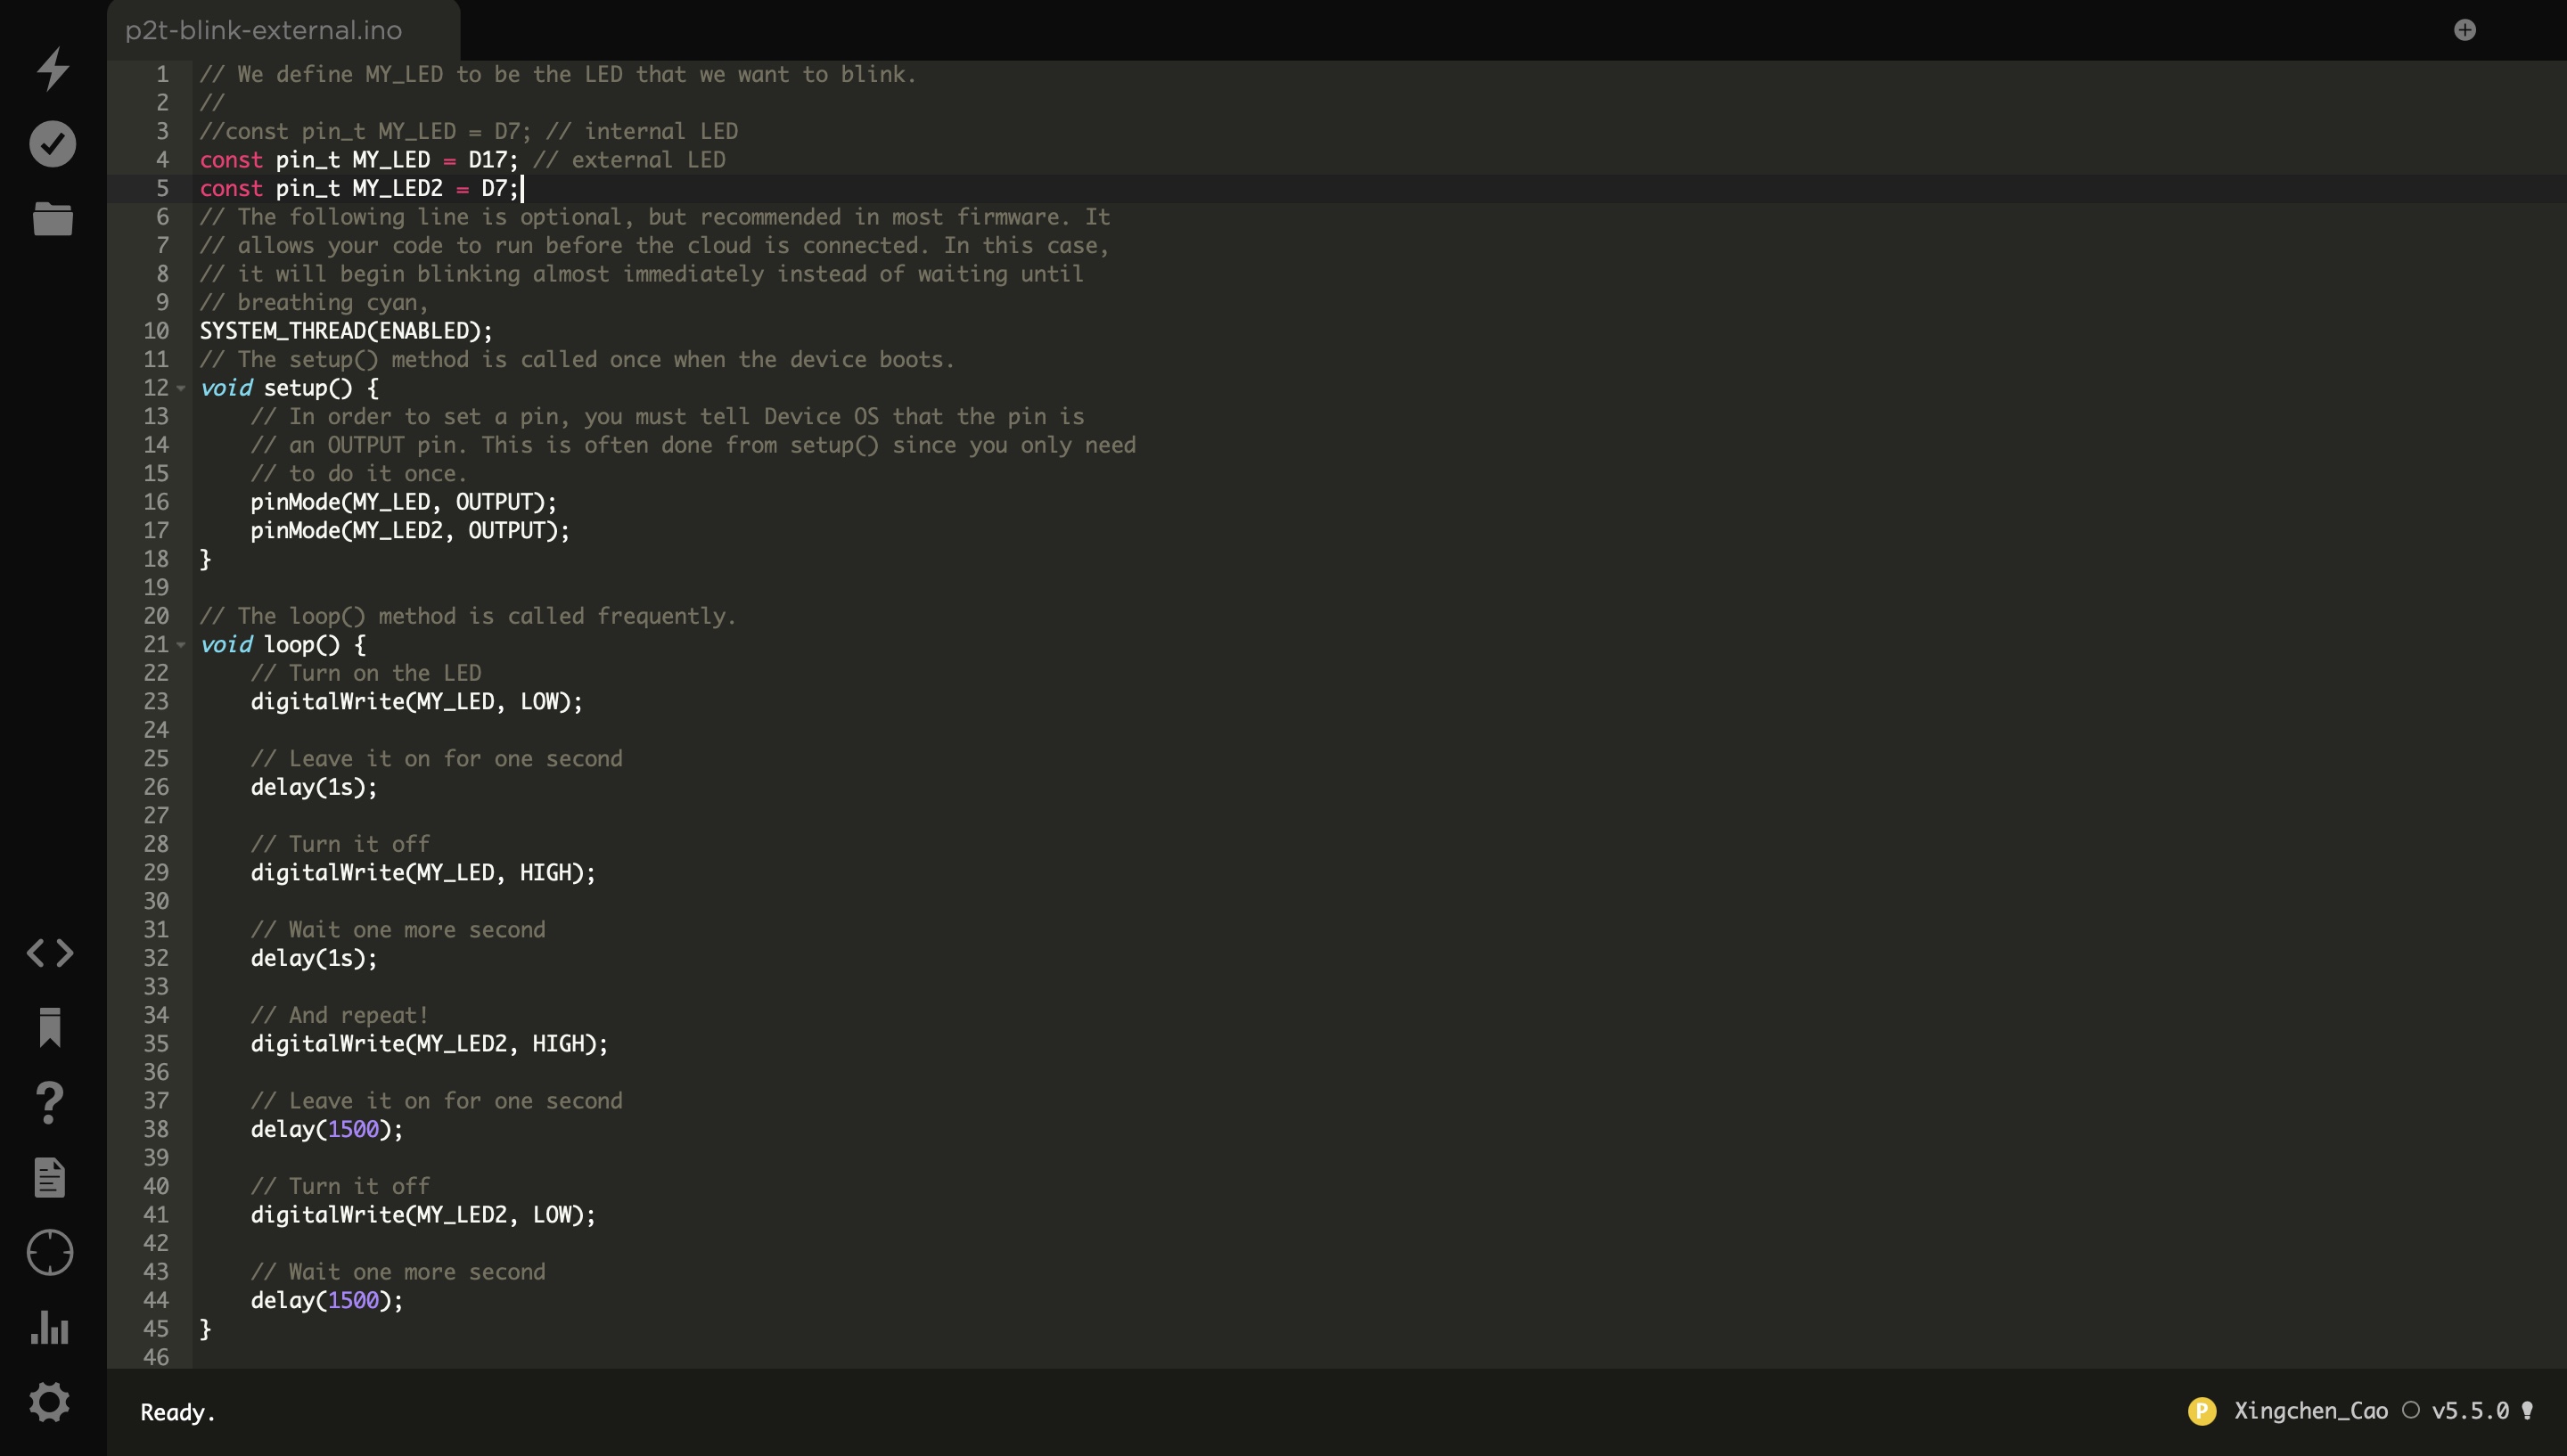 p2t-blink-external.ino
1 // We define MY_LED to be the LED that we want to blink.
2 //
3 //const pin_t MY_LED = D7; // internal LED
4 const pin_t MY_LED = D17; // external LED
5 const pin_t MY_LED2 = D7;
6 // The following line is optional, but recommended in most firmware. It
7 // allows your code to run before the cloud is connected. In this case,
8 // it will begin blinking almost immediately instead of waiting until
9 // breathing cyan,
10 SYSTEM_THREAD(ENABLED);
11 // The setup() method is called once when the device boots.
12 void setup() {
13     // In order to set a pin, you must tell Device OS that the pin is
14     // an OUTPUT pin. This is often done from setup() since you only need
15     // to do it once.
16     pinMode(MY_LED, OUTPUT);
17     pinMode(MY_LED2, OUTPUT);
18 }
19
20 // The loop() method is called frequently.
21 void loop() {
22     // Turn on the LED
23     digitalWrite(MY_LED, LOW);
24
25     // Leave it on for one second
26     delay(1s);
27
28     // Turn it off
29     digitalWrite(MY_LED, HIGH);
30
31     // Wait one more second
32     delay(1s);
33
34     // And repeat!
35     digitalWrite(MY_LED2, HIGH);
36
37     // Leave it on for one second
38     delay(1500);
39
40     // Turn it off
41     digitalWrite(MY_LED2, LOW);
42
43     // Wait one more second
44     delay(1500);
45 }
46
Ready.
P Xingchen_Cao v5.5.0